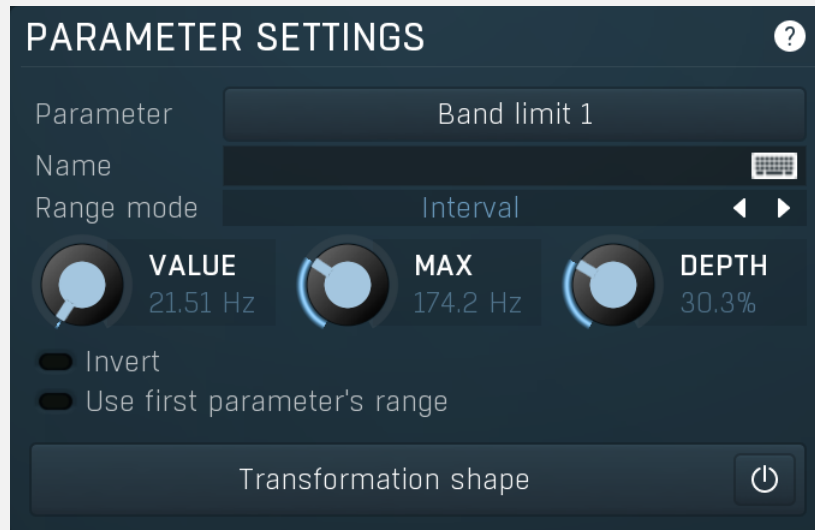 PARAMETER SETTINGS ?
Parameter Band limit 1
Name
Range mode Interval
VALUE MAX DEPTH
21.51 Hz 174.2 Hz 30.3%
Invert
Use first parameter's range
Transformation shape